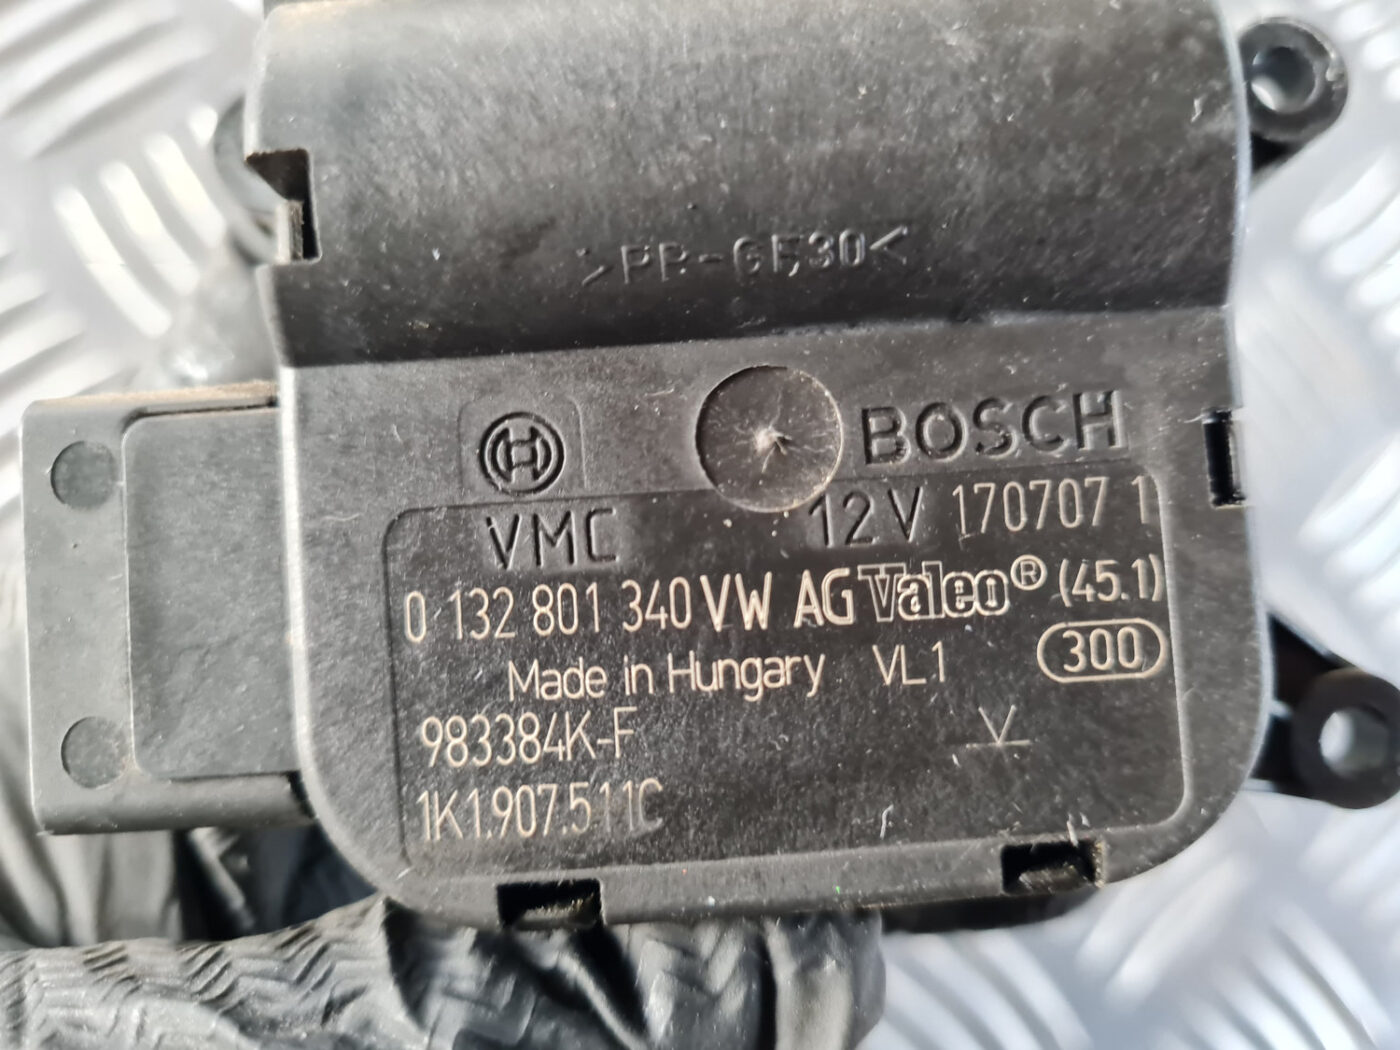 >PP-GF30<
BOSCH
VMC 12V 170707 1
0 132 801 340 VW AG Valeo® (45.1)
Made in Hungary VL1 300
983384K-F
1K1.907.511C